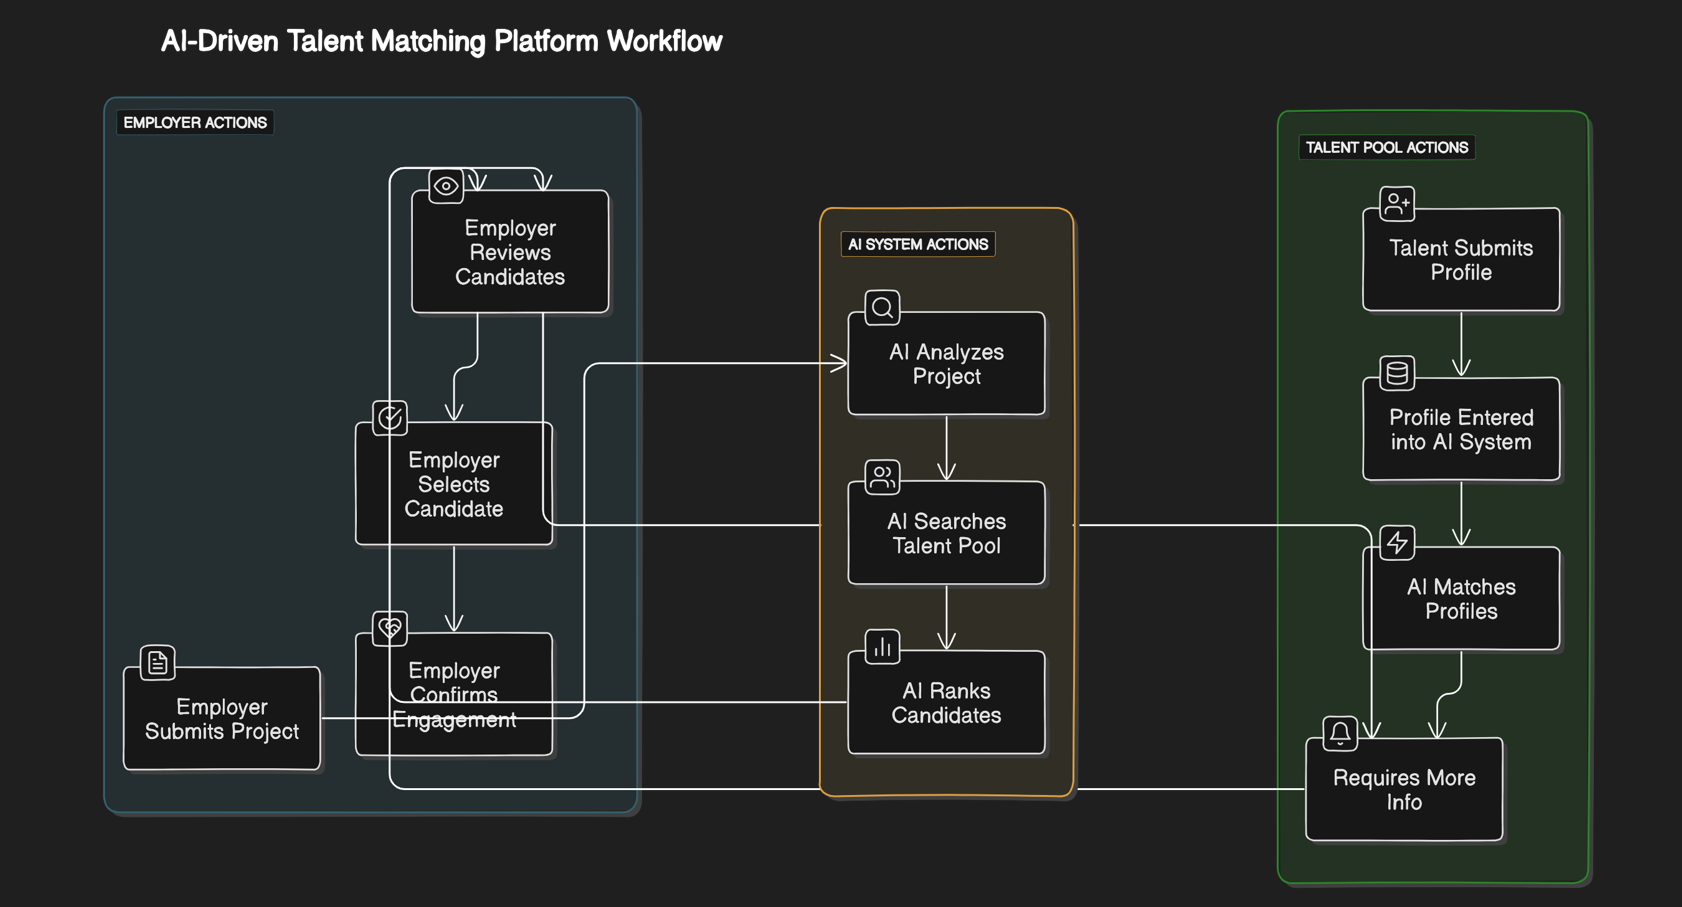 AI-Driven Talent Matching Platform Workflow
EMPLOYER ACTIONS
Employer
Reviews
Candidates
Employer
Selects
Candidate
Employer
Confirms
Engagement
Employer
Submits Project
AI SYSTEM ACTIONS
AI Analyzes
Project
AI Searches
Talent Pool
AI Ranks
Candidates
TALENT POOL ACTIONS
Talent Submits
Profile
Profile Entered
into AI System
AI Matches
Profiles
Requires More
Info